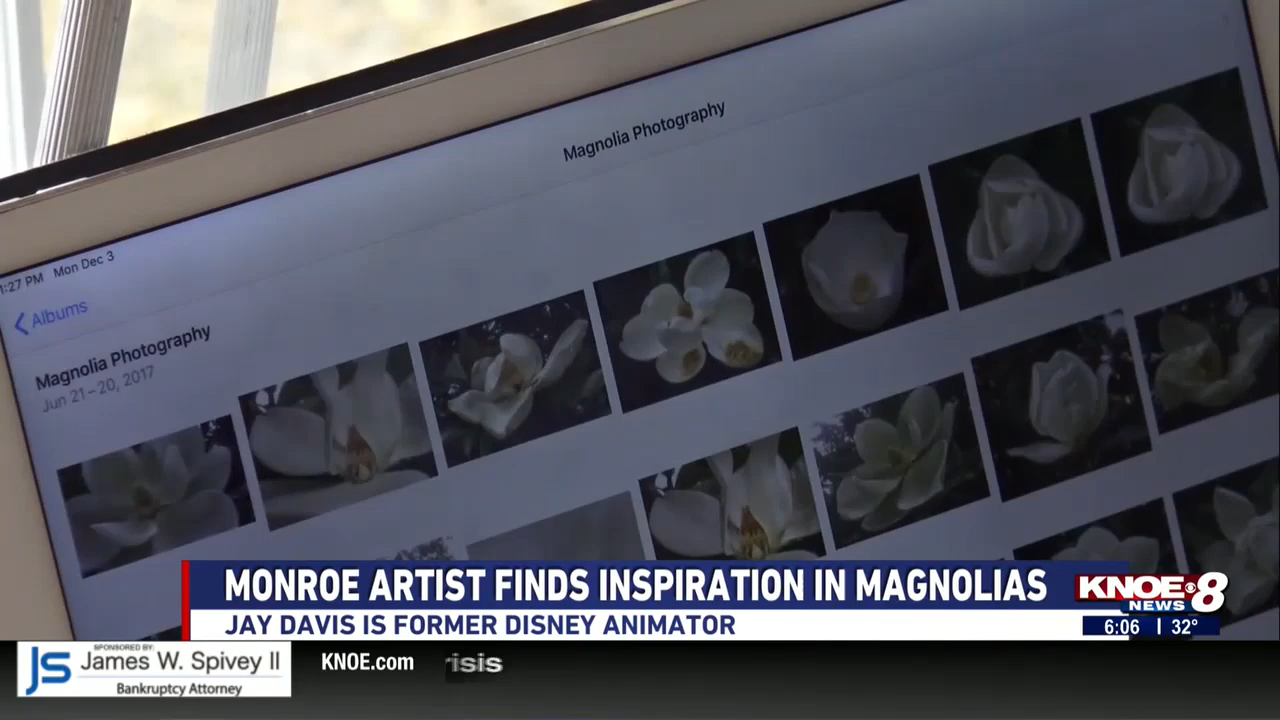 Magnolia Photography
1:27 PM Mon Dec 3
Albums
Magnolia Photography
Jun 21–20, 2017
MONROE ARTIST FINDS INSPIRATION IN MAGNOLIAS
JAY DAVIS IS FORMER DISNEY ANIMATOR
KNOE 8
NEWS
6:06 | 32°
SPONSORED BY:
JS James W. Spivey II
Bankruptcy Attorney
KNOE.com
risis